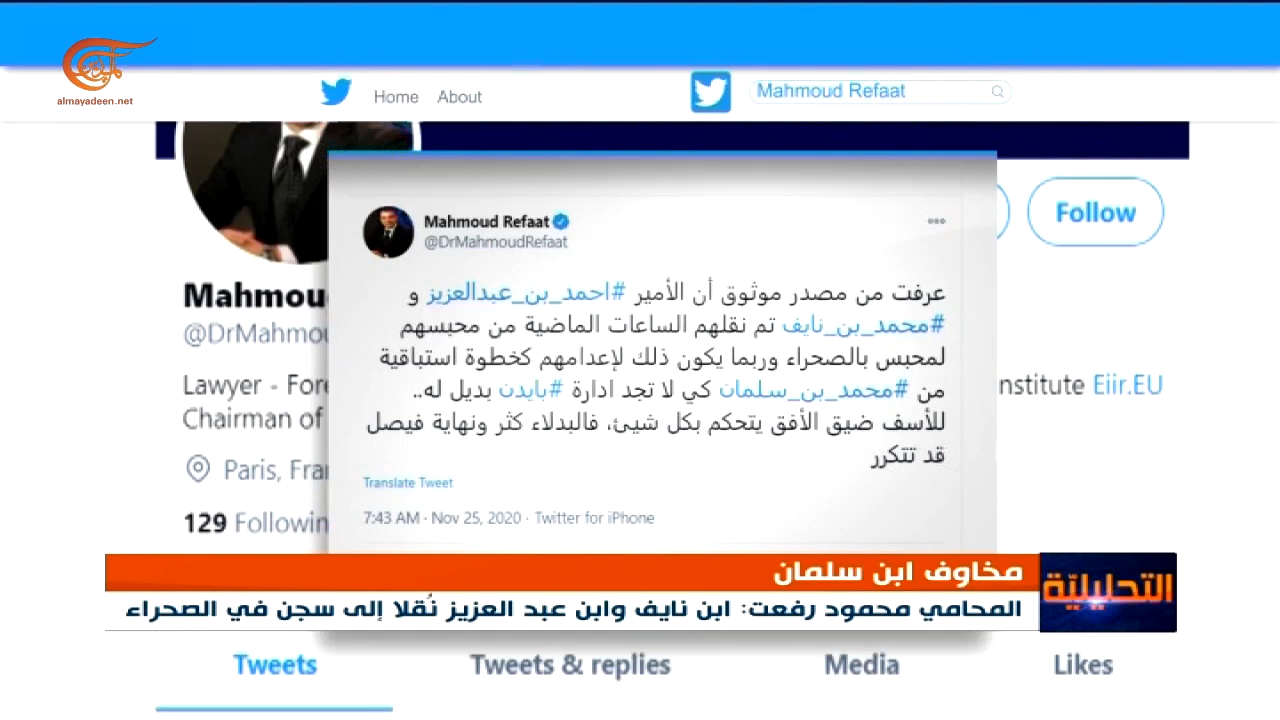 almayadeen.net
Home About
Mahmoud Refaat
Follow
Mahmoud Refaat
@DrMahmoudRefaat
عرفت من مصدر موثوق أن الأمير #احمد_بن_عبدالعزيز و
#محمد_بن_نايف تم نقلهم الساعات الماضية من محبسهم
لمحبس بالصحراء وربما يكون ذلك لإعدامهم كخطوة استباقية
من #محمد_بن_سلمان كي لا تجد ادارة #بايدن بديل له..
للأسف ضيق الأفق يتحكم بكل شيئ، فالبدلاء كثر ونهاية فيصل
قد تتكرر
Translate Tweet
7:43 AM · Nov 25, 2020 · Twitter for iPhone
Mahmou
@DrMahmou
Lawyer - Fore
nstitute Eiir.EU
Chairman of
Paris, Fra
129 Followin
مخاوف ابن سلمان
التحليليّة
المحامي محمود رفعت: ابن نايف وابن عبد العزيز نُقلا إلى سجن في الصحراء
Tweets Tweets & replies Media Likes